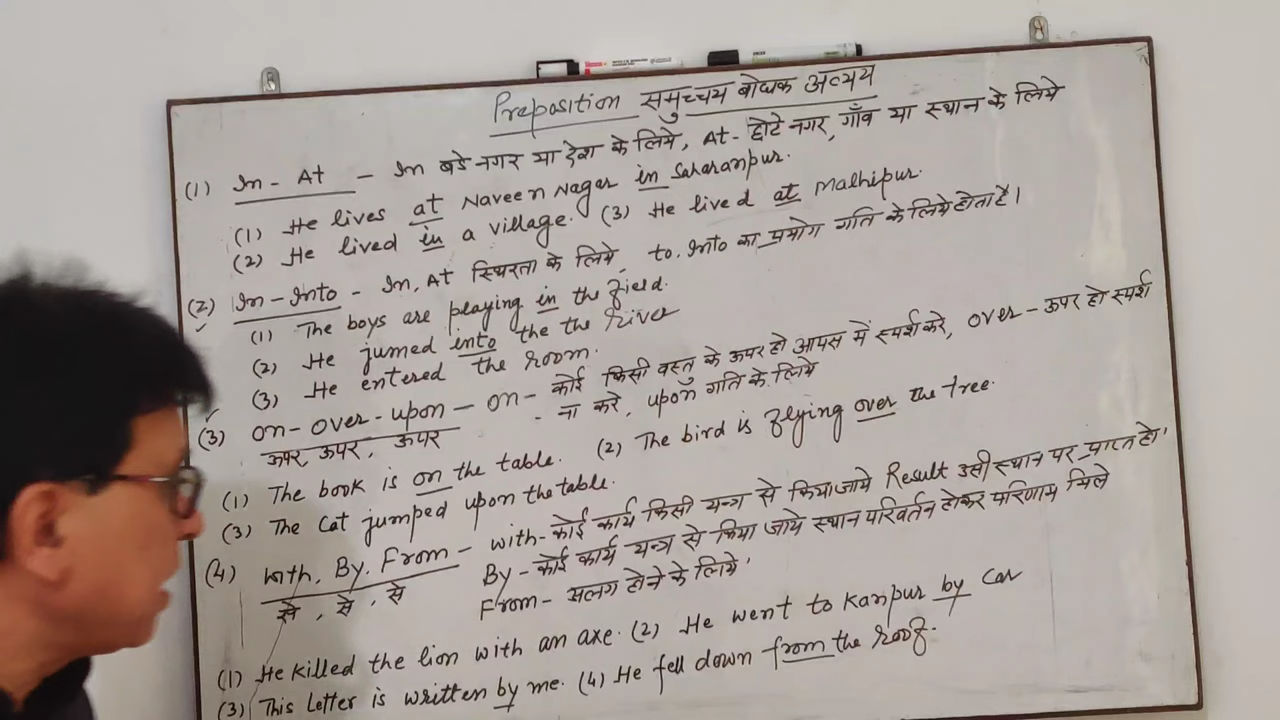 Preposition समुच्चय बोधक अव्यय
(1) In - At - In बडे नगर या देश के लिये, At - छोटे नगर, गाँव या स्थान के लिये
(1) He lives at Naveen Nagar in Saharanpur.
(2) He lived in a village. (3) He lived at Malhipur.
(2) In - Into - In, At स्थिरता के लिये, to. Into का प्रयोग गति के लिये होता है।
(1) The boys are playing in the field.
(2) He jumed into the the River
(3) He entered the room.
(3) on - over - upon - on - कोई किसी वस्तु के ऊपर हो आपस में स्पर्श करे, over - ऊपर हो स्पर्श
ऊपर, ऊपर, ऊपर - ना करे, upon गति के लिये
(1) The book is on the table. (2) The bird is flying over the tree.
(3) The Cat jumped upon the table.
(4) With, By, From - with - कोई कार्य किसी यन्त्र से किया जाये Result उसी स्थान पर प्राप्त हो'
से, से, से By - कोई कार्य यन्त्र से किया जाये स्थान परिवर्तन होकर परिणाम मिले
From - अलग होने के लिये'
(1) He killed the lion with an axe. (2) He went to Kanpur by Car
(3) This Letter is written by me. (4) He fell down from the roof.